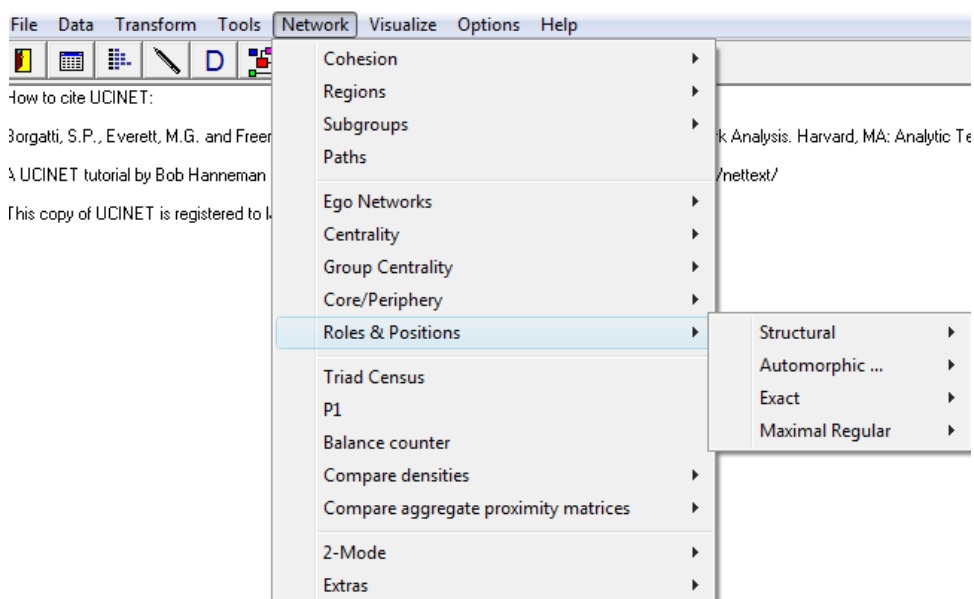 File Data Transform Tools Network Visualize Options Help
D
How to cite UCINET:
Borgatti, S.P., Everett, M.G. and Freer
k Analysis. Harvard, MA: Analytic Te
A UCINET tutorial by Bob Hanneman
/nettext/
This copy of UCINET is registered to
Cohesion
Regions
Subgroups
Paths
Ego Networks
Centrality
Group Centrality
Core/Periphery
Roles & Positions
Triad Census
P1
Balance counter
Compare densities
Compare aggregate proximity matrices
2-Mode
Extras
Structural
Automorphic ...
Exact
Maximal Regular